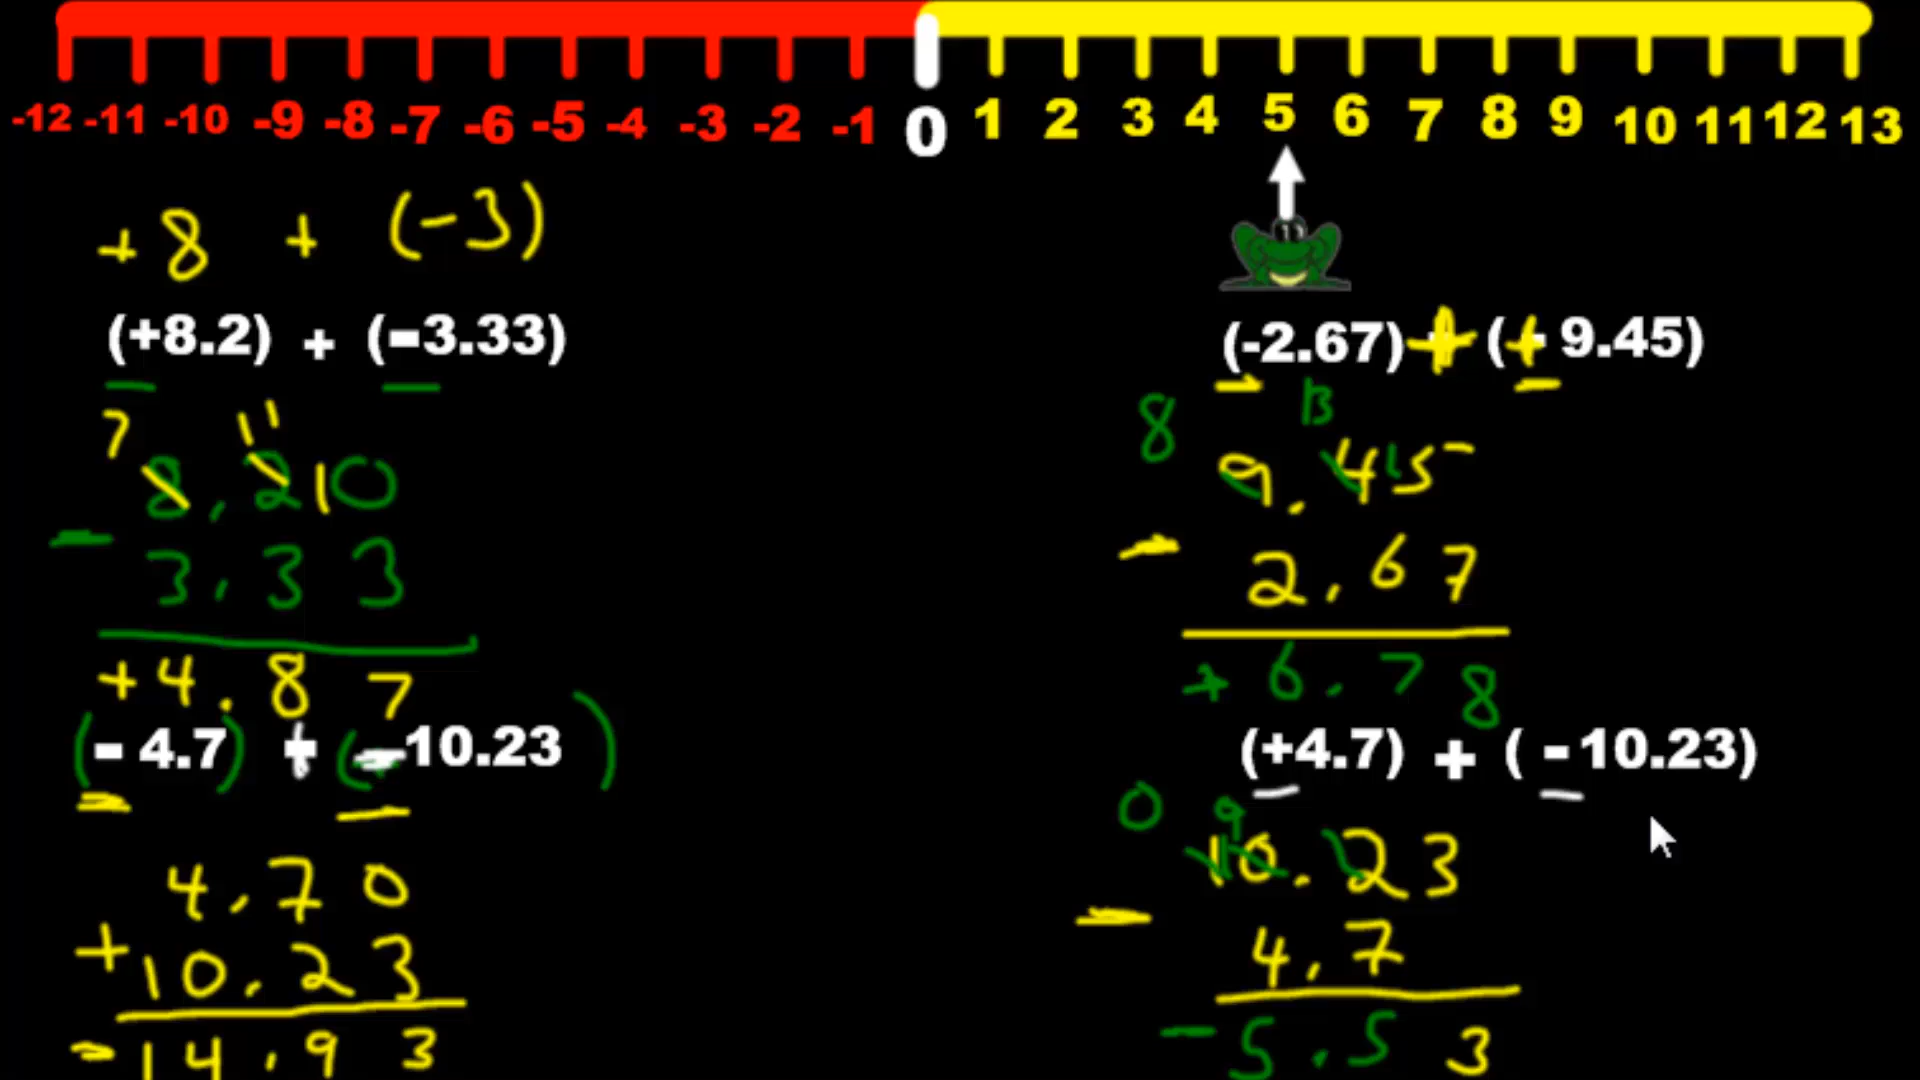 -12 -11 -10 -9 -8 -7 -6 -5 -4 -3 -2 -1 0 1 2 3 4 5 6 7 8 9 10 11 12 13
+8 + (-3)
(+8.2) + (-3.33)
7 11
8.210
- 3.33
+4.87
(-4.7) + (-10.23)
4.70
+10.23
-14.93
(-2.67) + (+9.45)
8 13
9.415
- 2.67
+6.78
(+4.7) + (-10.23)
0 9
10.23
- 4.7
-5.53